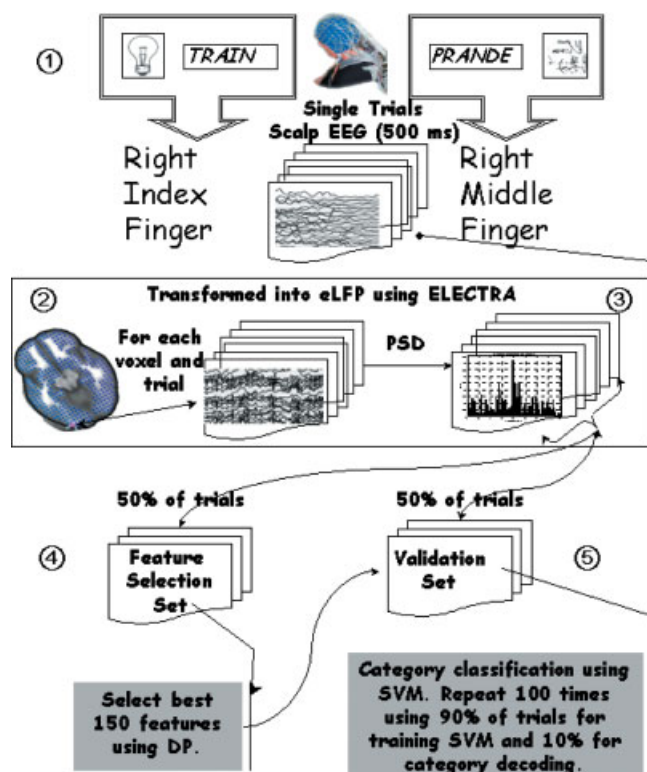 1
TRAIN
PRANDE
Single Trials
Scalp EEG (500 ms)
Right
Index
Finger
Right
Middle
Finger
2
Transformed into eLFP using ELECTRA
3
For each
voxel and
trial
PSD
50% of trials
50% of trials
4
Feature
Selection
Set
Validation
Set
5
Select best
150 features
using DP.
Category classification using
SVM. Repeat 100 times
using 90% of trials for
training SVM and 10% for
category decoding.